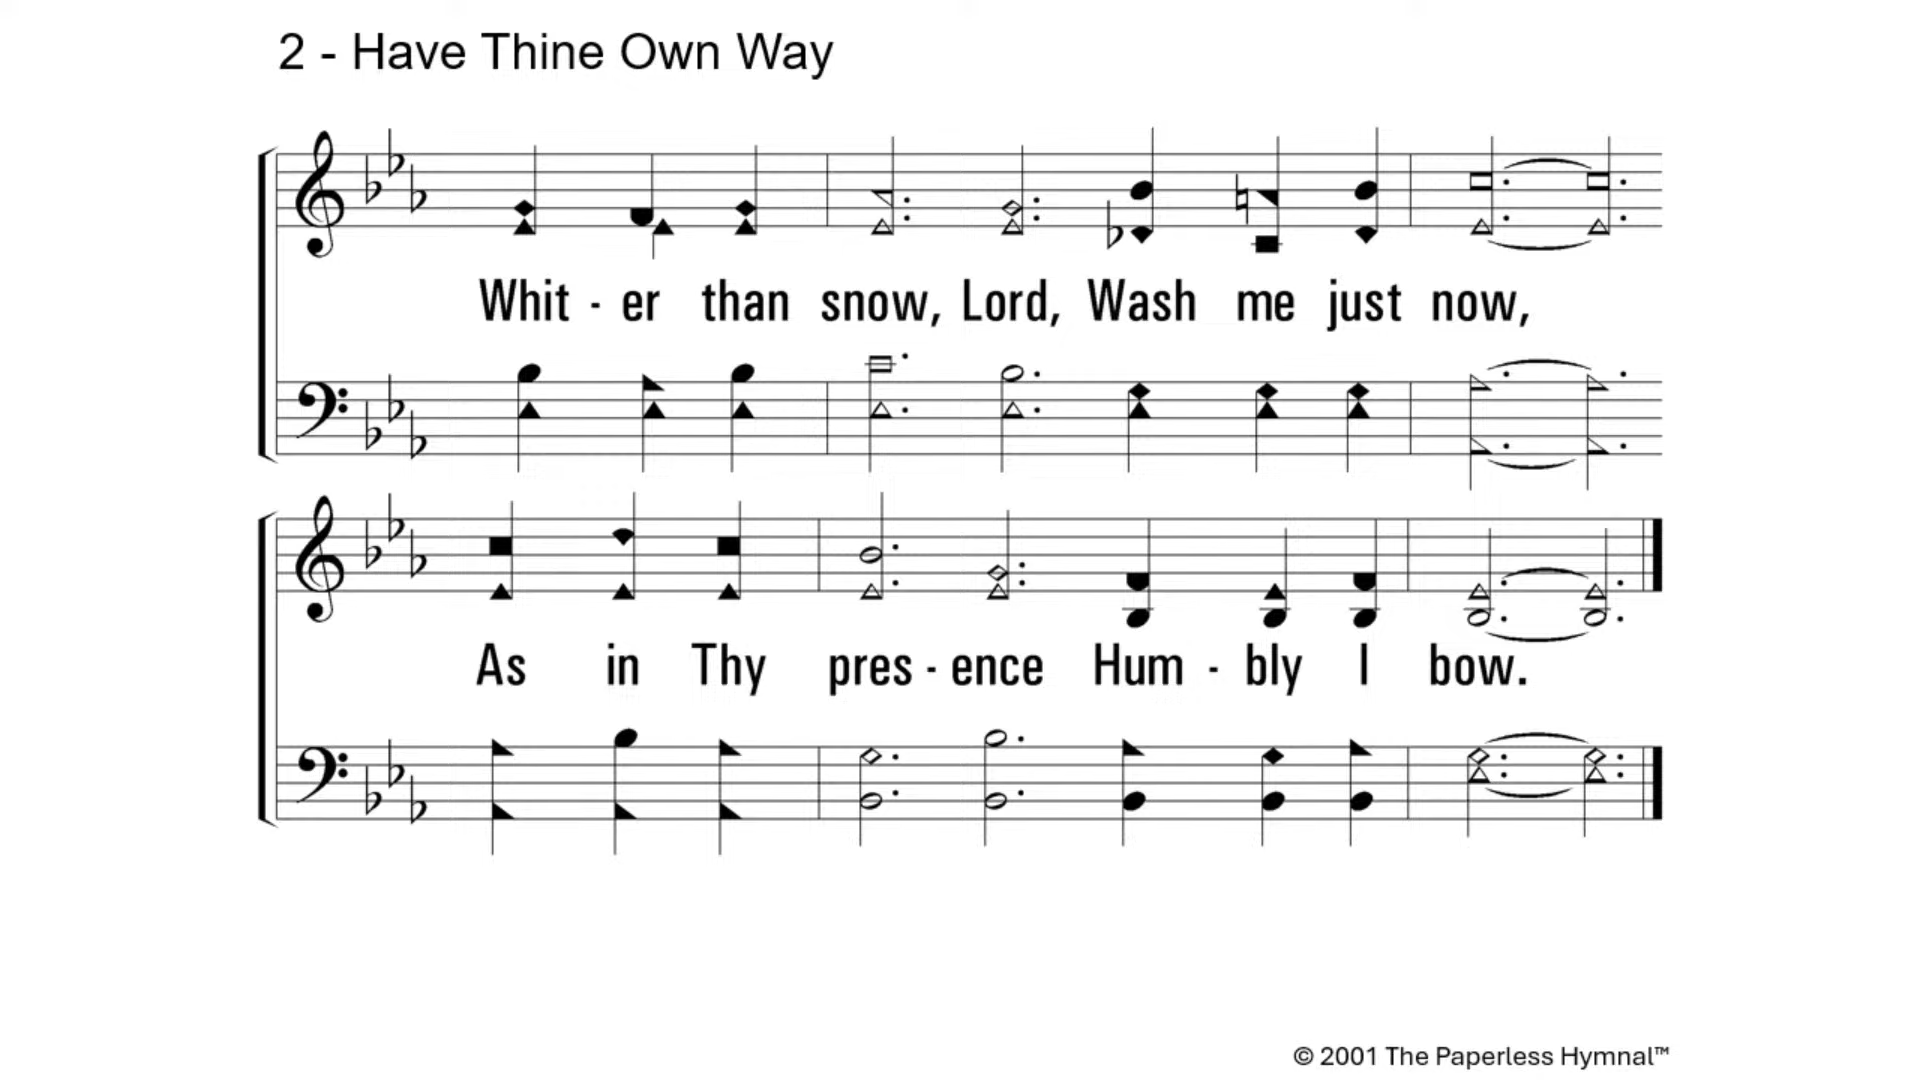 2 - Have Thine Own Way
Whit - er than snow, Lord, Wash me just now,
As in Thy pres - ence Hum - bly I bow.
© 2001 The Paperless Hymnal™